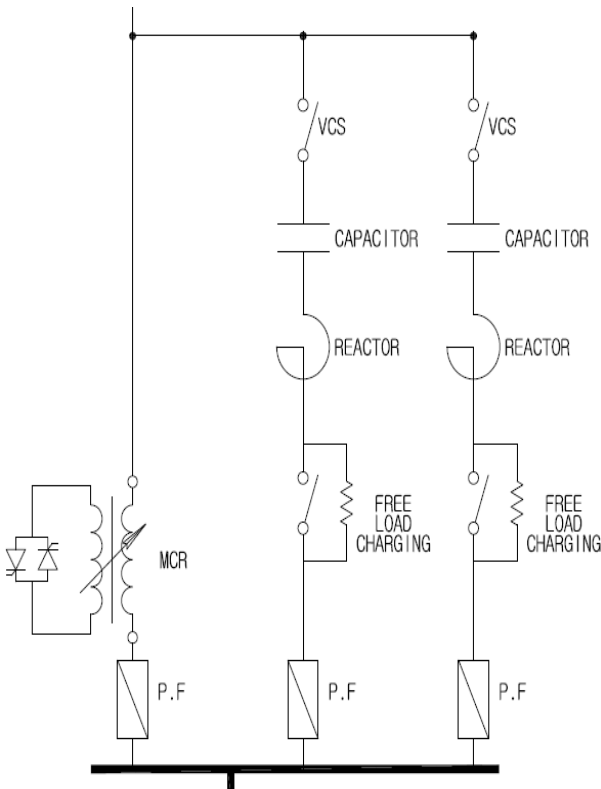 VCS
VCS
CAPACITOR
CAPACITOR
REACTOR
REACTOR
FREE
LOAD
CHARGING
FREE
LOAD
CHARGING
MCR
P.F
P.F
P.F